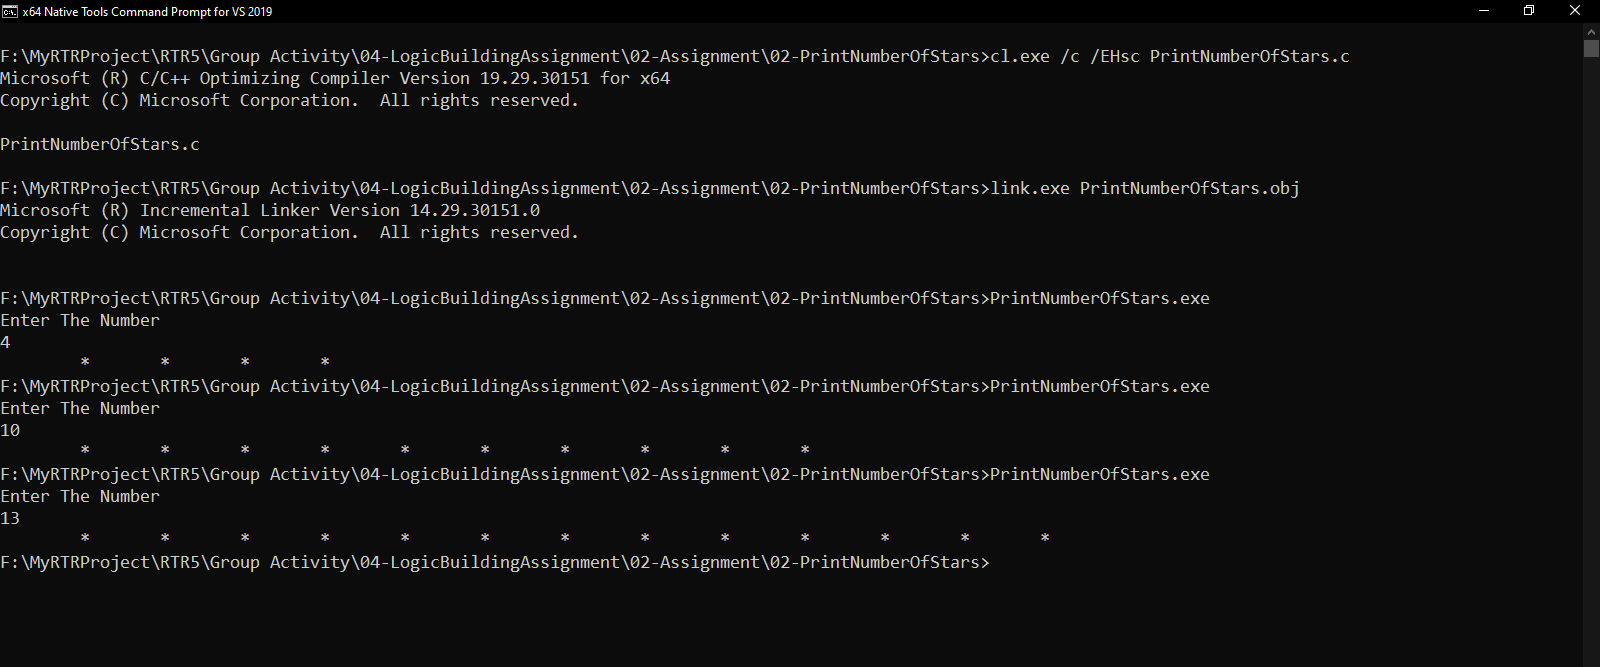 x64 Native Tools Command Prompt for VS 2019
F:\MyRTRProject\RTR5\Group Activity\04-LogicBuildingAssignment\02-Assignment\02-PrintNumberOfStars>cl.exe /c /EHsc PrintNumberOfStars.c
Microsoft (R) C/C++ Optimizing Compiler Version 19.29.30151 for x64
Copyright (C) Microsoft Corporation.  All rights reserved.
PrintNumberOfStars.c
F:\MyRTRProject\RTR5\Group Activity\04-LogicBuildingAssignment\02-Assignment\02-PrintNumberOfStars>link.exe PrintNumberOfStars.obj
Microsoft (R) Incremental Linker Version 14.29.30151.0
Copyright (C) Microsoft Corporation.  All rights reserved.
F:\MyRTRProject\RTR5\Group Activity\04-LogicBuildingAssignment\02-Assignment\02-PrintNumberOfStars>PrintNumberOfStars.exe
Enter The Number
4
        *       *       *       *
F:\MyRTRProject\RTR5\Group Activity\04-LogicBuildingAssignment\02-Assignment\02-PrintNumberOfStars>PrintNumberOfStars.exe
Enter The Number
10
        *       *       *       *       *       *       *       *       *       *
F:\MyRTRProject\RTR5\Group Activity\04-LogicBuildingAssignment\02-Assignment\02-PrintNumberOfStars>PrintNumberOfStars.exe
Enter The Number
13
        *       *       *       *       *       *       *       *       *       *       *       *       *
F:\MyRTRProject\RTR5\Group Activity\04-LogicBuildingAssignment\02-Assignment\02-PrintNumberOfStars>